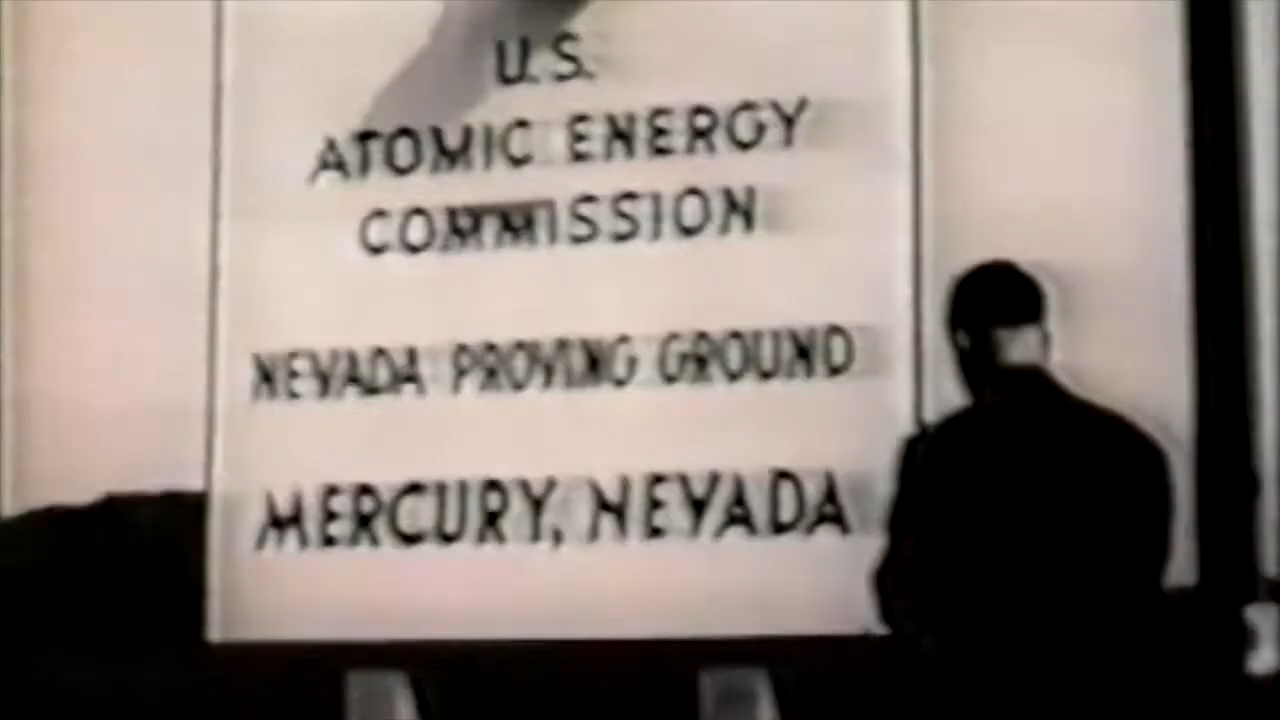 U.S.
ATOMIC ENERGY
COMMISSION
NEVADA PROVING GROUND
MERCURY, NEVADA